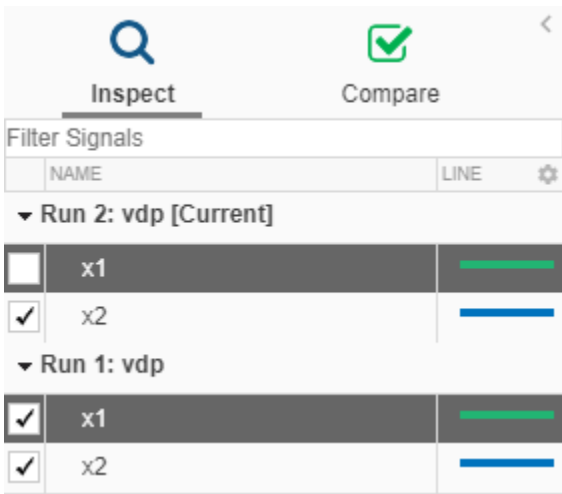 Inspect Compare
Filter Signals
NAME LINE
Run 2: vdp [Current]
x1
x2
Run 1: vdp
x1
x2